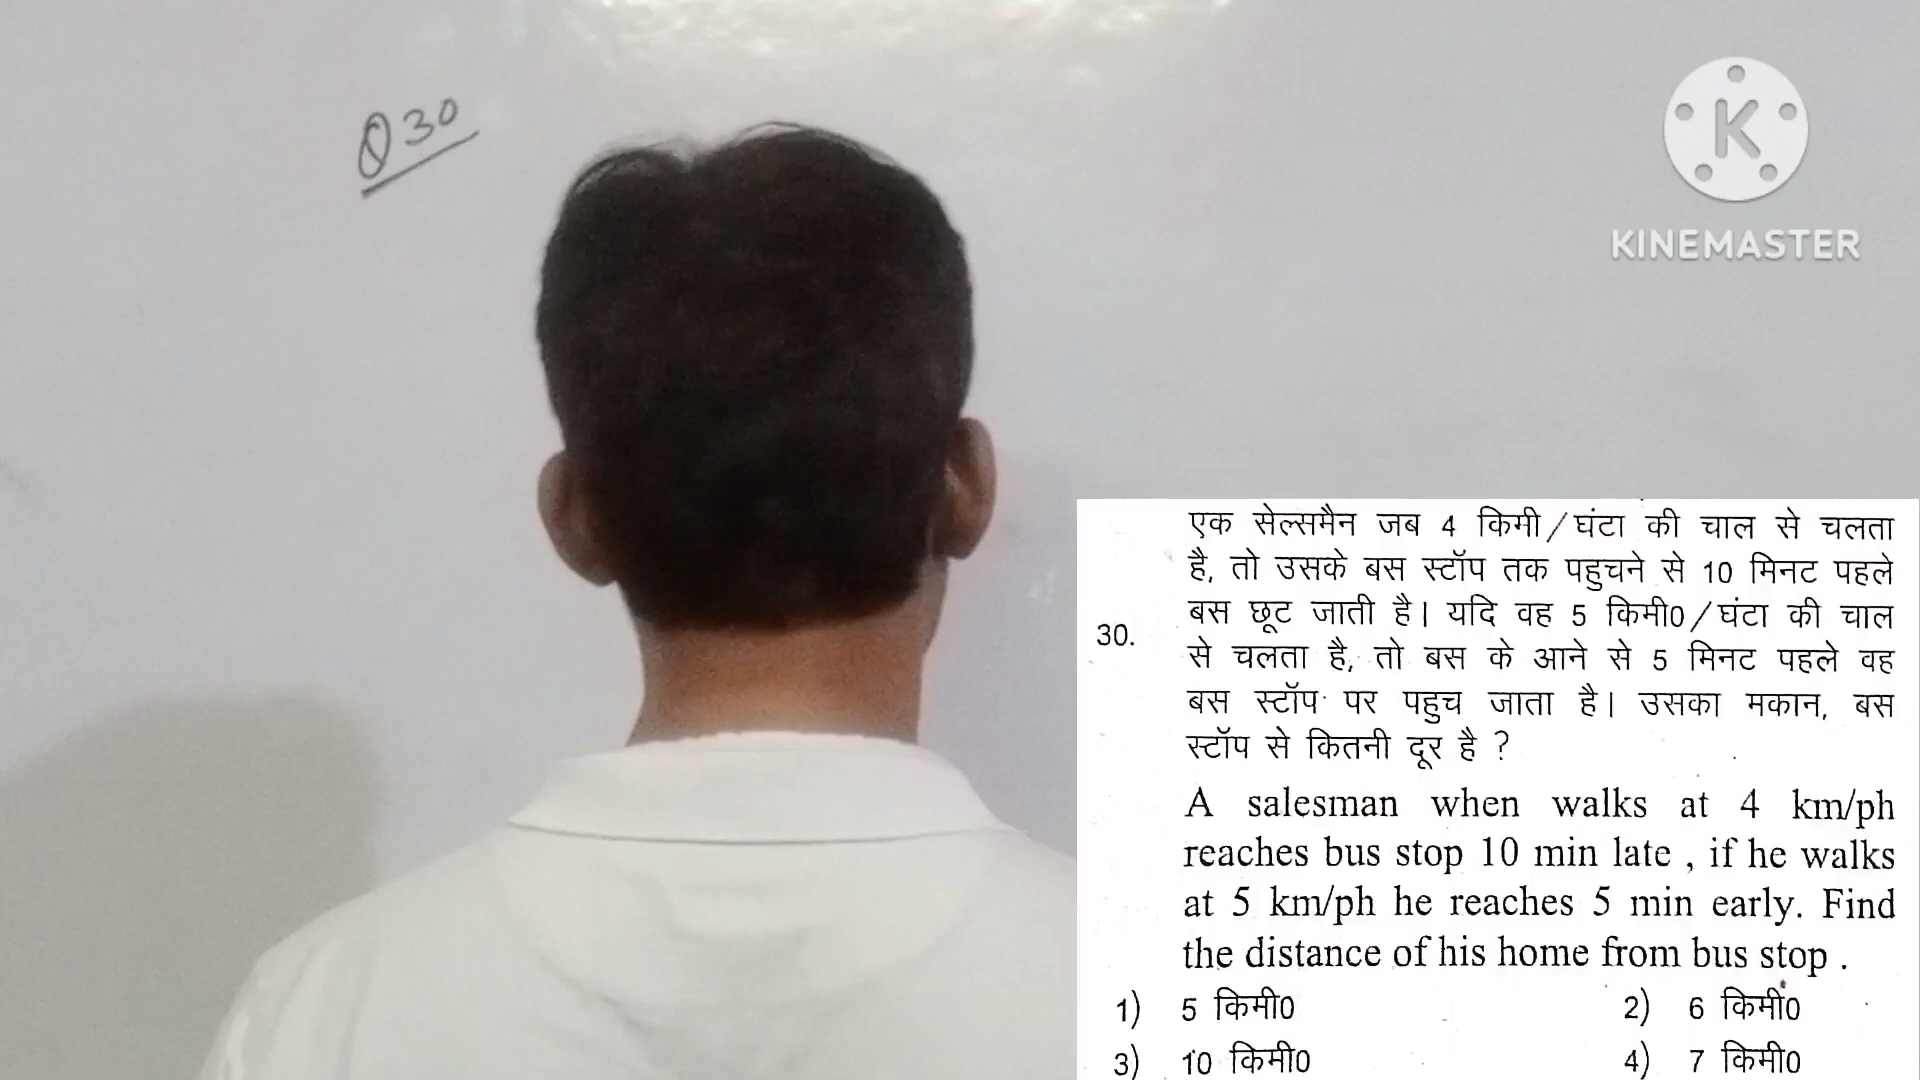 Q 30
KINEMASTER
30.
एक सेल्समैन जब 4 किमी/घंटा की चाल से चलता
है, तो उसके बस स्टॉप तक पहुचने से 10 मिनट पहले
बस छूट जाती है। यदि वह 5 किमी0/घंटा की चाल
से चलता है, तो बस के आने से 5 मिनट पहले वह
बस स्टॉप पर पहुच जाता है। उसका मकान, बस
स्टॉप से कितनी दूर है ?
A salesman when walks at 4 km/ph
reaches bus stop 10 min late , if he walks
at 5 km/ph he reaches 5 min early. Find
the distance of his home from bus stop .
1) 5 किमी0 2) 6 किमी0
3) 10 किमी0 4) 7 किमी0